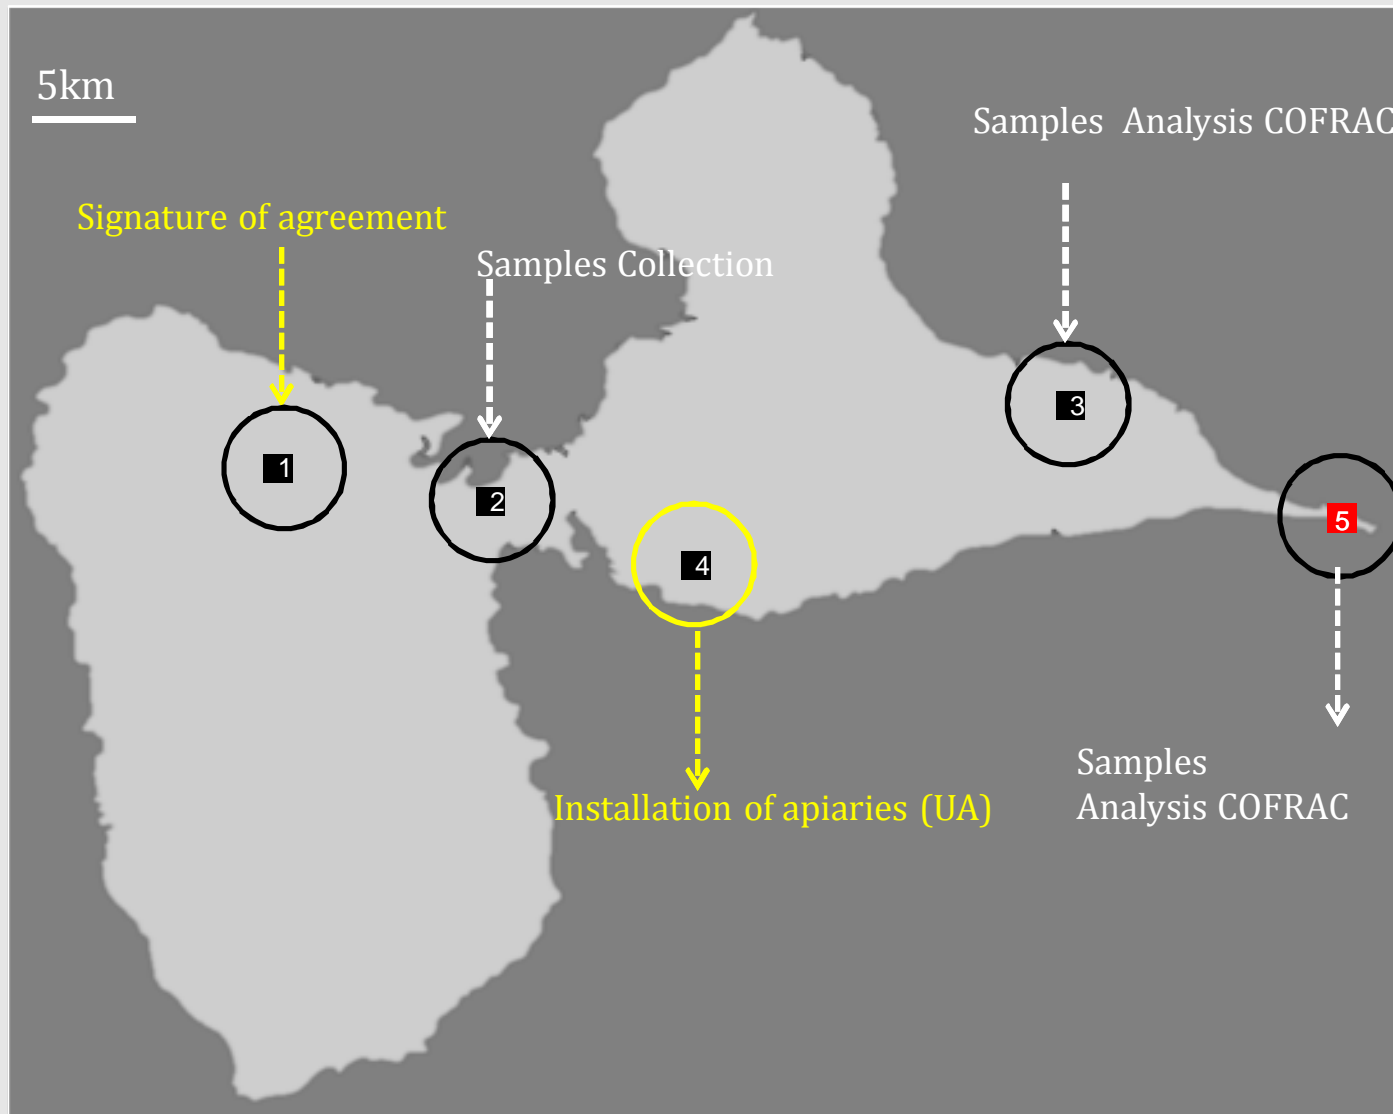 5km
Samples Analysis COFRAC
Signature of agreement
Samples Collection
3
1
2
5
4
Samples
Analysis COFRAC
Installation of apiaries (UA)